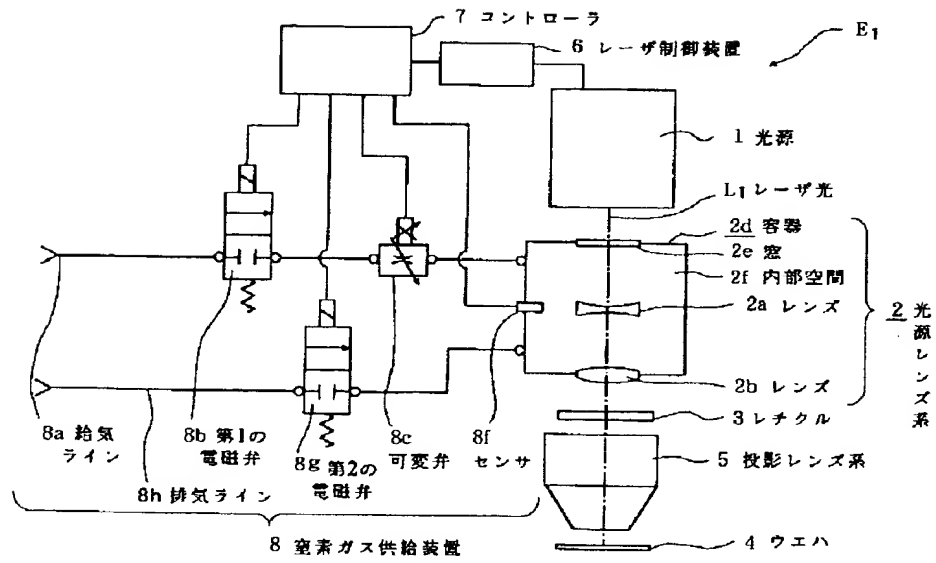 7 コントローラ
6 レーザ制御装置
E1
1 光源
L1 レーザ光
2d 容器
2e 窓
2f 内部空間
2a レンズ
2 光源レンズ系
2b レンズ
3 レチクル
5 投影レンズ系
4 ウエハ
8a 給気
ライン
8b 第1の
電磁弁
8g 第2の
電磁弁
8c
可変弁
8f
センサ
8h 排気ライン
8 窒素ガス供給装置